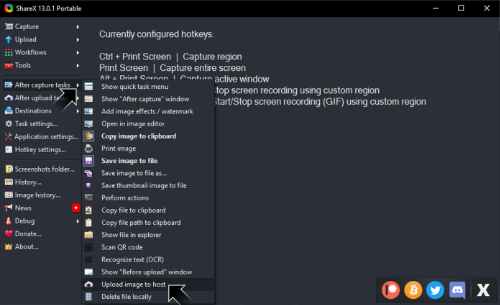 ShareX 13.0.1 Portable
Capture
Upload
Workflows
Tools
After capture tasks
After upload
Destinations
Task settings...
Application settings...
Hotkey settings...
Screenshots folder...
History...
Image history...
News
+
Debug
Donate...
About...
Currently configured hotkeys:
Ctrl + Print Screen | Capture region
Print Screen | Capture entire screen
Alt + Print Screen | Capture active window
top screen recording using custom region
Start/Stop screen recording (GIF) using custom region
Show quick task menu
Show "After capture" window
Add image effects / watermark
Open in image editor
Copy image to clipboard
Print image
Save image to file
Save image to file as...
Save thumbnail image to file
Perform actions
Copy file to clipboard
Copy file path to clipboard
Show file in explorer
Scan QR code
Recognize text (OCR)
Show "Before upload" window
Upload image to host
Delete file locally